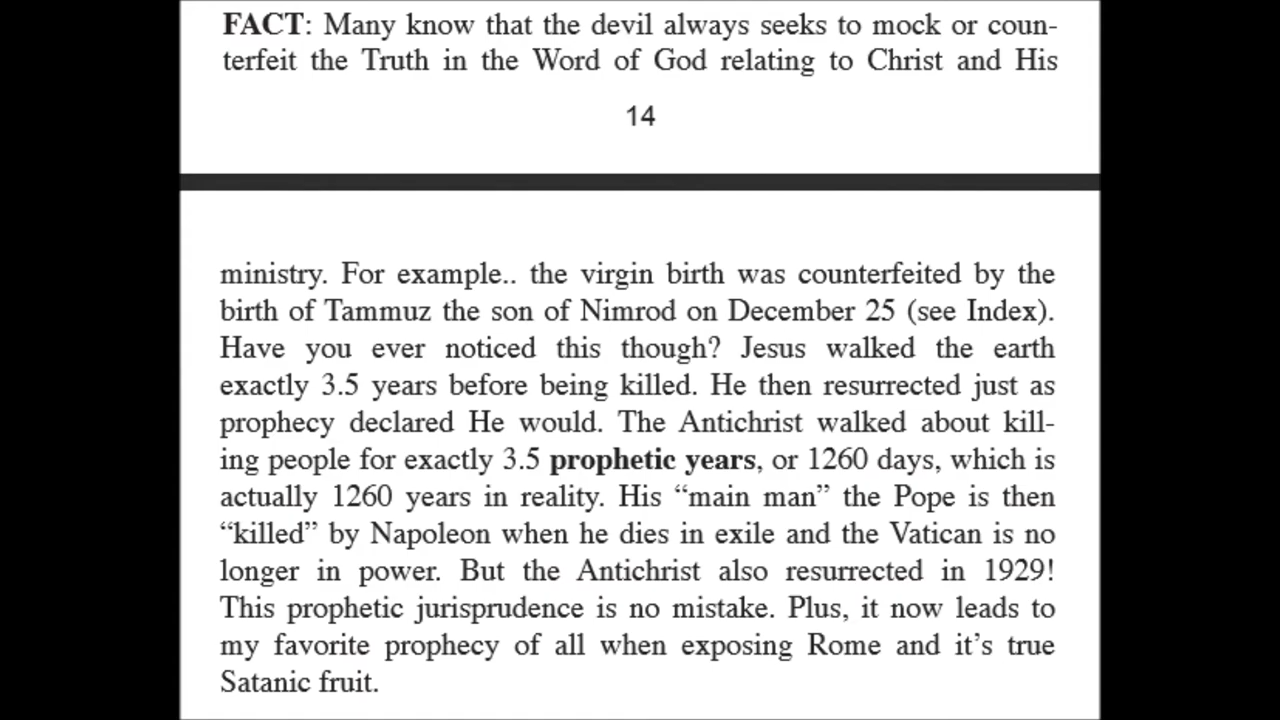 FACT: Many know that the devil always seeks to mock or coun-
terfeit the Truth in the Word of God relating to Christ and His
14
ministry. For example.. the virgin birth was counterfeited by the
birth of Tammuz the son of Nimrod on December 25 (see Index).
Have you ever noticed this though? Jesus walked the earth
exactly 3.5 years before being killed. He then resurrected just as
prophecy declared He would. The Antichrist walked about kill-
ing people for exactly 3.5 prophetic years, or 1260 days, which is
actually 1260 years in reality. His “main man” the Pope is then
“killed” by Napoleon when he dies in exile and the Vatican is no
longer in power. But the Antichrist also resurrected in 1929!
This prophetic jurisprudence is no mistake. Plus, it now leads to
my favorite prophecy of all when exposing Rome and it’s true
Satanic fruit.